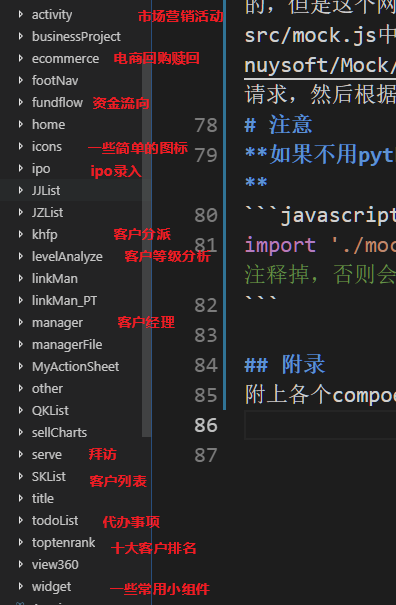 activity 市场营销活动
businessProject
ecommerce 电商回购赎回
footNav
fundflow 资金流向
home
icons 一些简单的图标
ipo ipo录入
JJList
JZList
khfp 客户分派
levelAnalyze 客户等级分析
linkMan
linkMan_PT
manager 客户经理
managerFile
MyActionSheet
other
QKList
sellCharts
serve 拜访
SKList 客户列表
title
todoList 代办事项
toptenrank 十大客户排名
view360
widget 一些常用小组件
的，但是这个网
src/mock.js中
nuysoft/Mock/
请求，然后根据
78 # 注意
79 **如果不用pyt
**
80 ```javascript
81 import './mo
注释掉，否则会
82 ```
83
84 ## 附录
85 附上各个compo
86
87